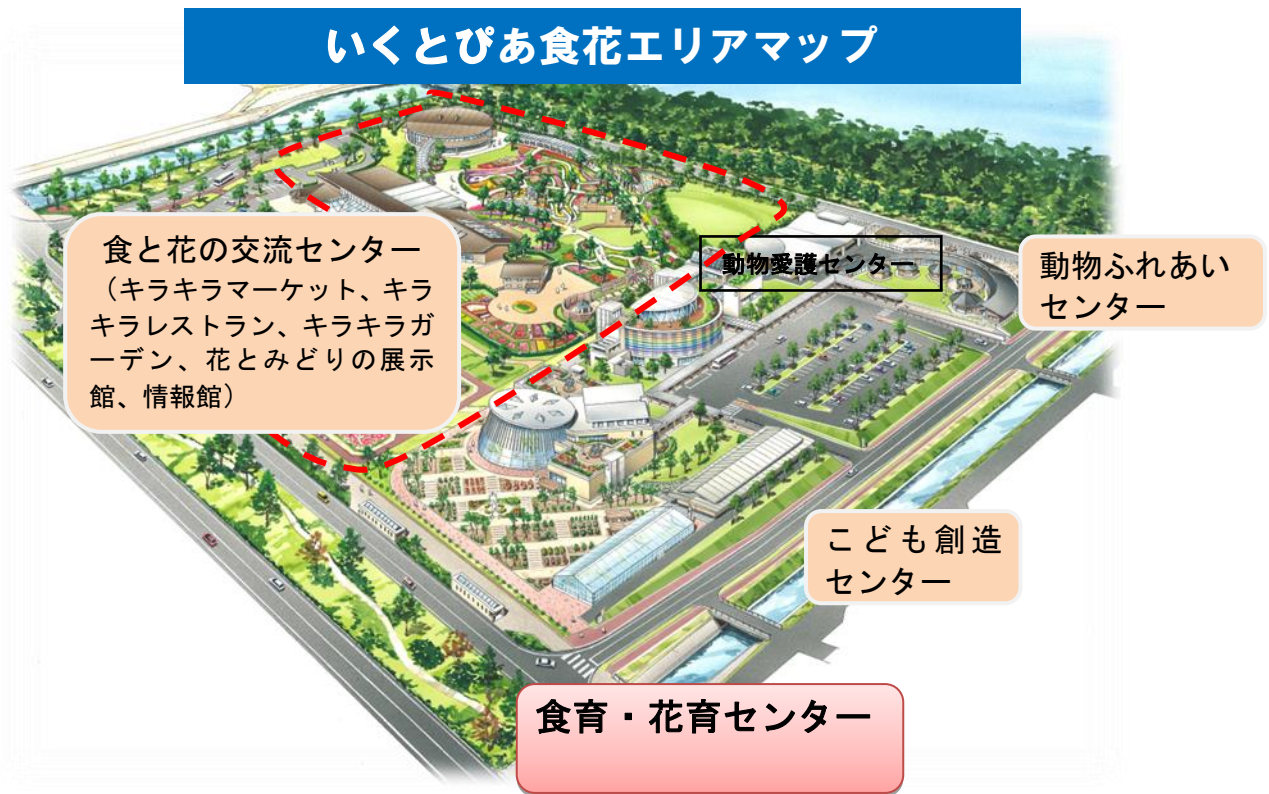 いくとぴあ食花エリアマップ
食と花の交流センター
（キラキラマーケット、キラ
キラレストラン、キラキラガ
ーデン、花とみどりの展示
館、情報館）
動物愛護センター
動物ふれあい
センター
こども創造
センター
食育・花育センター